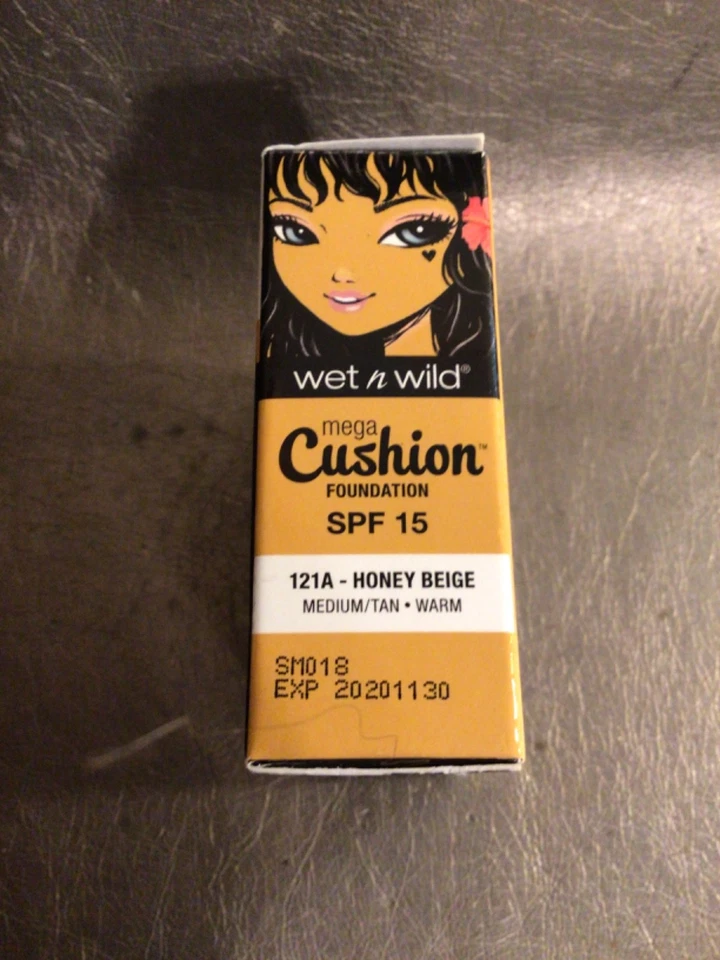 wet n wild®
mega
Cushion™
FOUNDATION
SPF 15
121A - HONEY BEIGE
MEDIUM/TAN • WARM
SM018
EXP 20201130